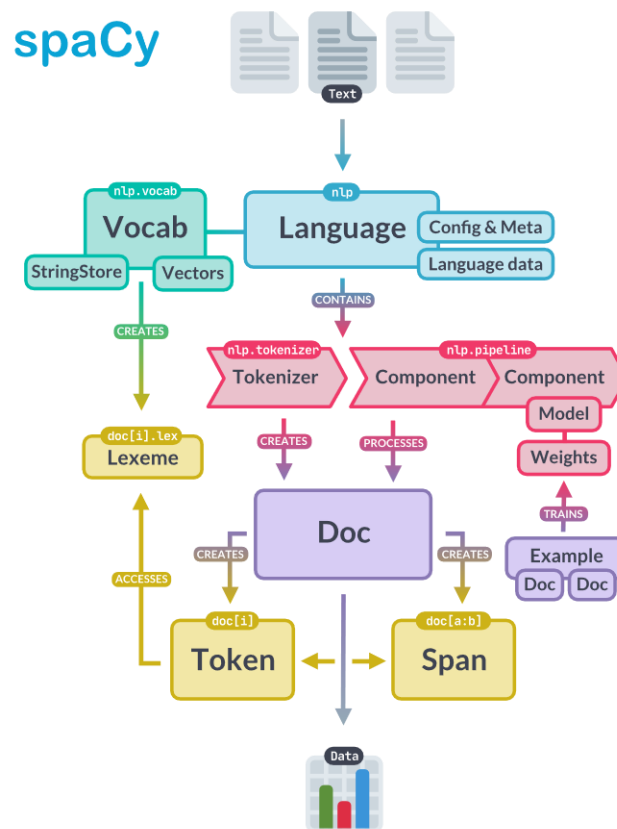 spaCy
Text
nlp.vocab
nlp
Vocab
Language
Config & Meta
StringStore
Vectors
Language data
CONTAINS
CREATES
nlp.tokenizer
nlp.pipeline
Tokenizer
Component
Component
Model
doc[i].lex
Lexeme
CREATES
PROCESSES
Weights
TRAINS
Doc
CREATES
CREATES
Example
Doc
Doc
ACCESSES
doc[i]
doc[a:b]
Token
Span
Data